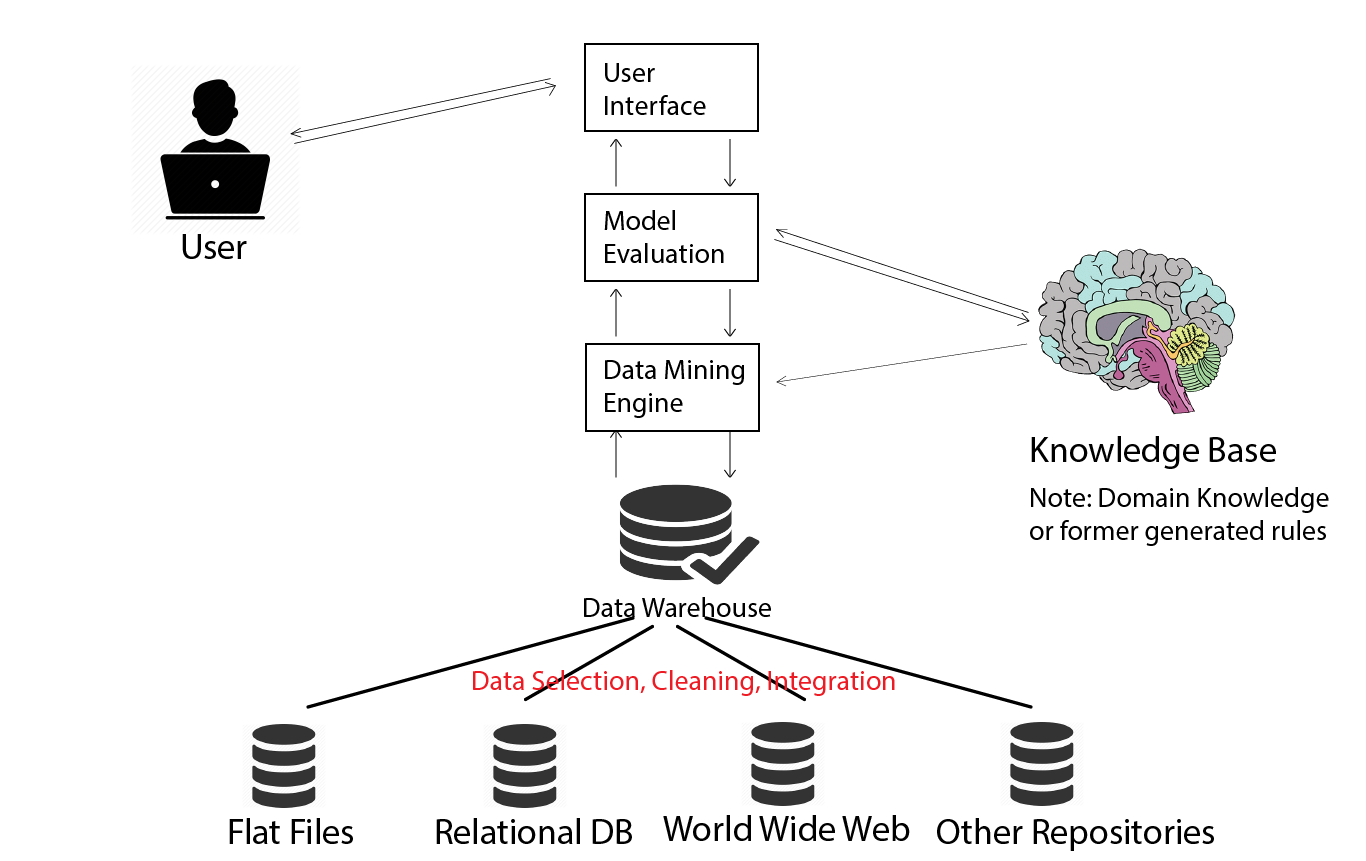 User
Interface
User
Model
Evaluation
Data Mining
Engine
Knowledge Base
Note: Domain Knowledge
or former generated rules
Data Warehouse
Data Selection, Cleaning, Integration
Flat Files
Relational DB
World Wide Web
Other Repositories